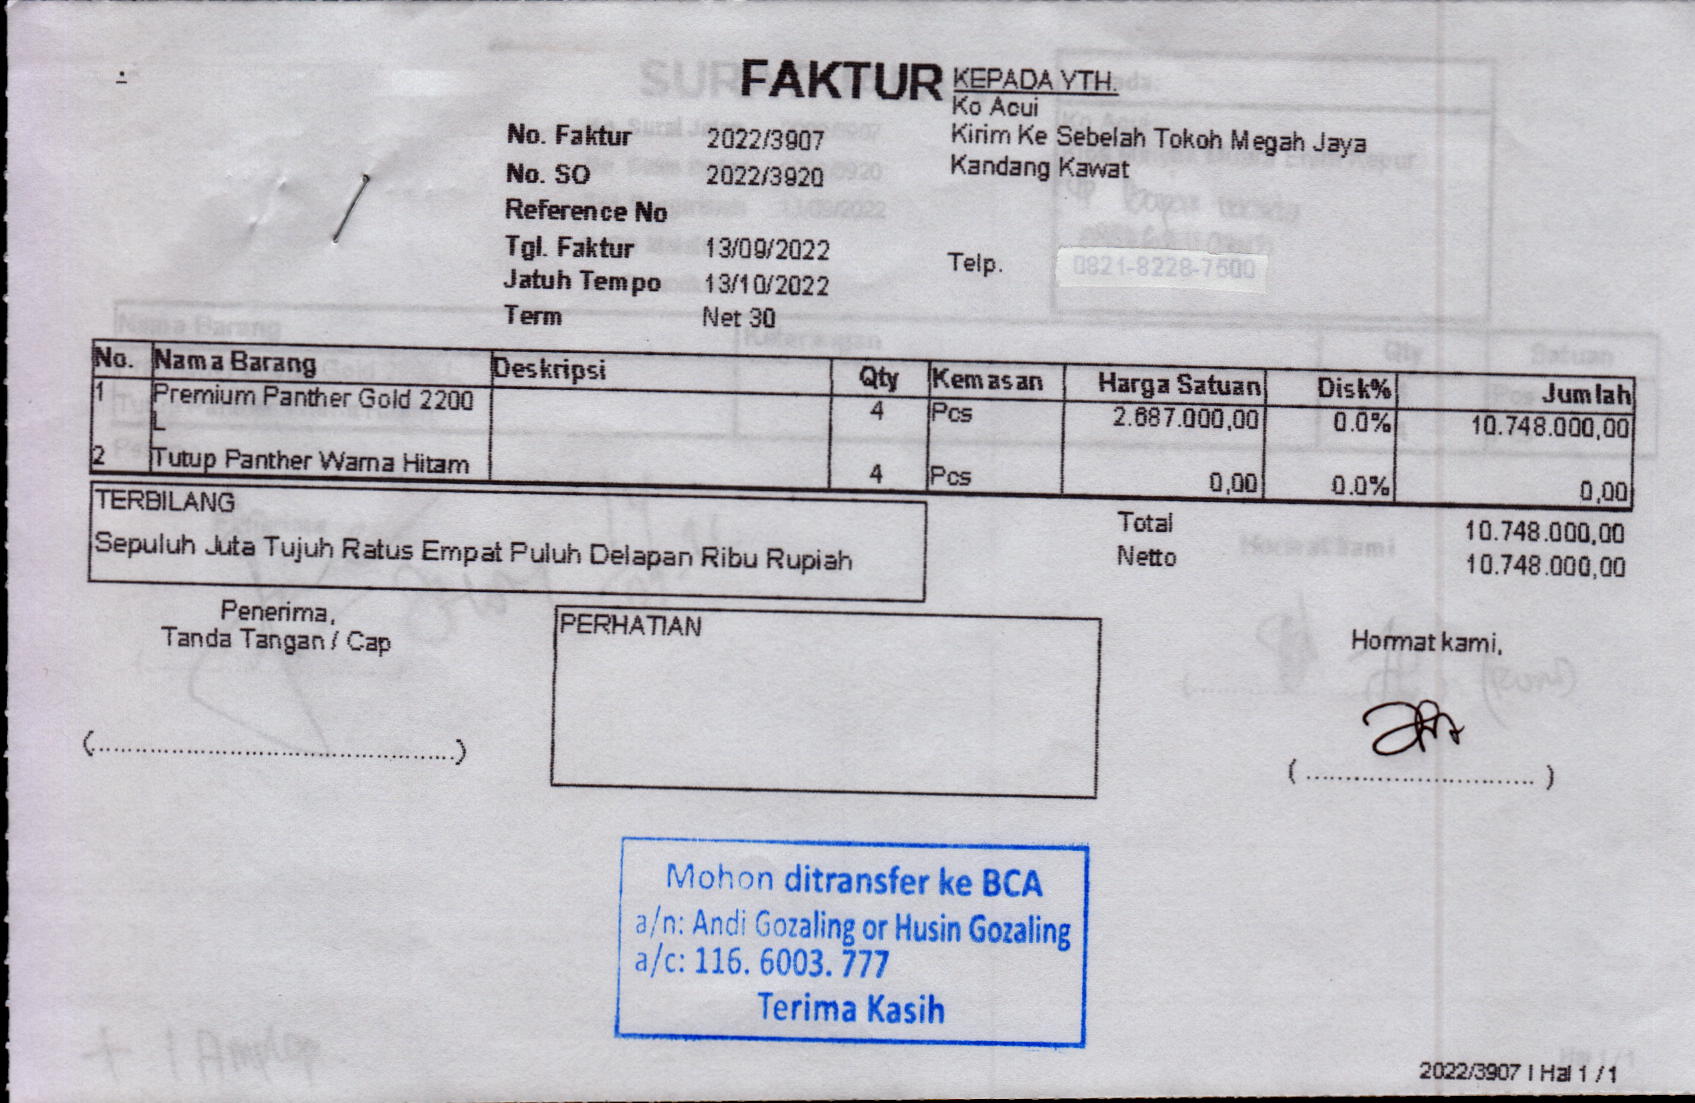 FAKTUR
KEPADA YTH.
Ko Acui
Kirim Ke Sebelah Tokoh Megah Jaya
Kandang Kawat
No. Faktur 2022/3907
No. SO 2022/3920
Reference No
Tgl. Faktur 13/09/2022
Jatuh Tempo 13/10/2022
Term Net 30
Telp. 0821-8228-7600
No. Nama Barang Deskripsi Qty Kemasan Harga Satuan Disk% Jumlah
1 Premium Panther Gold 2200 4 Pcs 2.687.000,00 0.0% 10.748.000,00
L
2 Tutup Panther Warna Hitam 4 Pcs 0,00 0.0% 0,00
TERBILANG
Sepuluh Juta Tujuh Ratus Empat Puluh Delapan Ribu Rupiah
Total 10.748.000,00
Netto 10.748.000,00
Penerima,
Tanda Tangan / Cap
(..............................................)
PERHATIAN
Hormat kami,
(.............................)
Mohon ditransfer ke BCA
a/n: Andi Gozaling or Husin Gozaling
a/c: 116. 6003. 777
Terima Kasih
2022/3907 | Hal 1 / 1